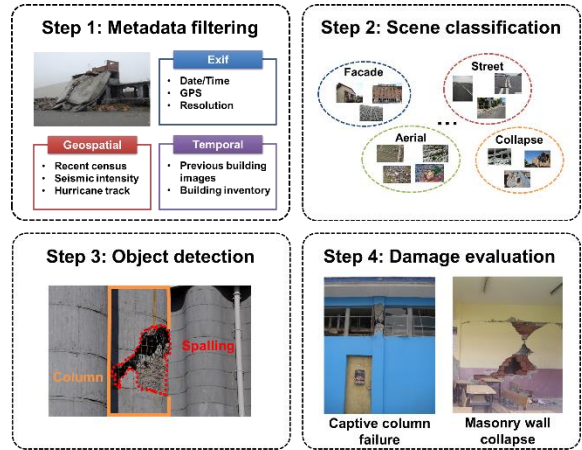 Step 1: Metadata filtering
Exif
• Date/Time
• GPS
• Resolution
Geospatial
• Recent census
• Seismic intensity
• Hurricane track
Temporal
• Previous building
images
• Building inventory
Step 2: Scene classification
Facade
Street
...
Aerial
Collapse
Step 3: Object detection
Spalling
Column
Step 4: Damage evaluation
Captive column
failure
Masonry wall
collapse